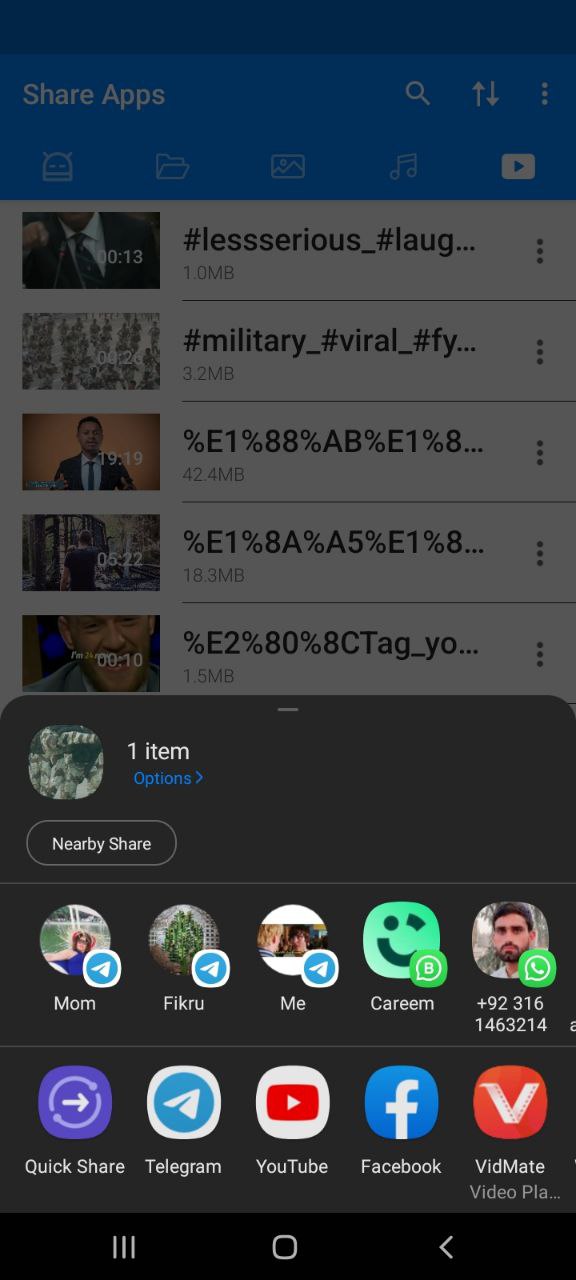 Share Apps
00:13
#lessserious_#laug...
1.0MB
#military_#viral_#fy...
3.2MB
19:19
%E1%88%AB%E1%8...
42.4MB
05:22
%E1%8A%A5%E1%8...
18.3MB
I'm 24 now
00:10
%E2%80%8CTag_yo...
1.5MB
1 item
Options
Nearby Share
Mom
Fikru
Me
B
Careem
+92 316
1463214
Quick Share
Telegram
YouTube
Facebook
VidMate
Video Pla...